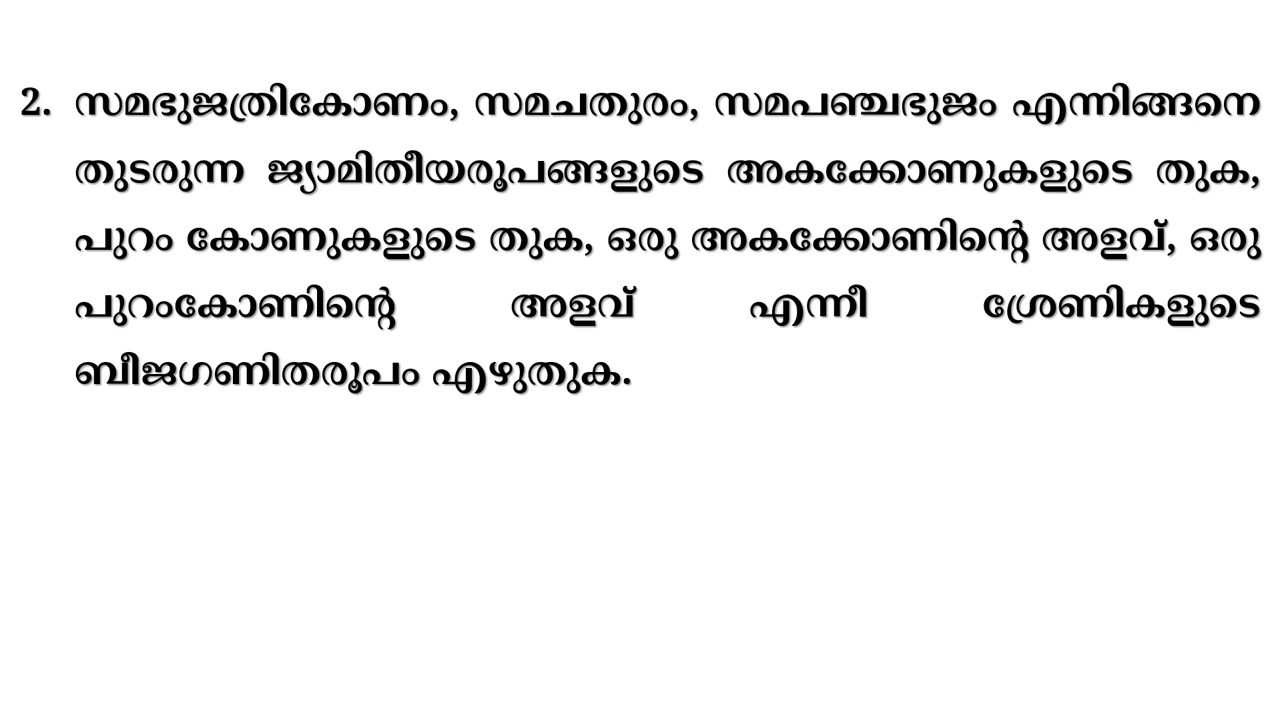 2. സമഭുജത്രികോണം, സമചതുരം, സമപഞ്ചഭുജം എന്നിങ്ങനെ
തുടരുന്ന ജ്യാമിതീയരൂപങ്ങളുടെ അകക്കോണുകളുടെ തുക,
പുറം കോണുകളുടെ തുക, ഒരു അകക്കോണിന്റെ അളവ്, ഒരു
പുറംകോണിന്റെ അളവ് എന്നീ ശ്രേണികളുടെ
ബീജഗണിതരൂപം എഴുതുക.